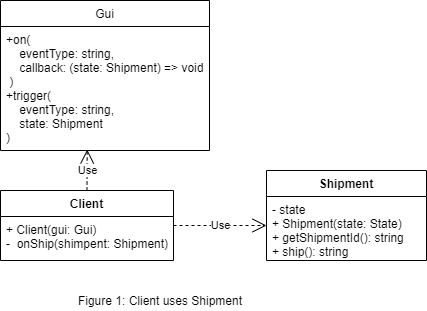 Gui
+on(
eventType: string,
callback: (state: Shipment) => void
)
+trigger(
eventType: string,
state: Shipment
)
Use
Client
+ Client(gui: Gui)
- onShip(shimpent: Shipment)
Use
Shipment
- state
+ Shipment(state: State)
+ getShipmentId(): string
+ ship(): string
Figure 1: Client uses Shipment